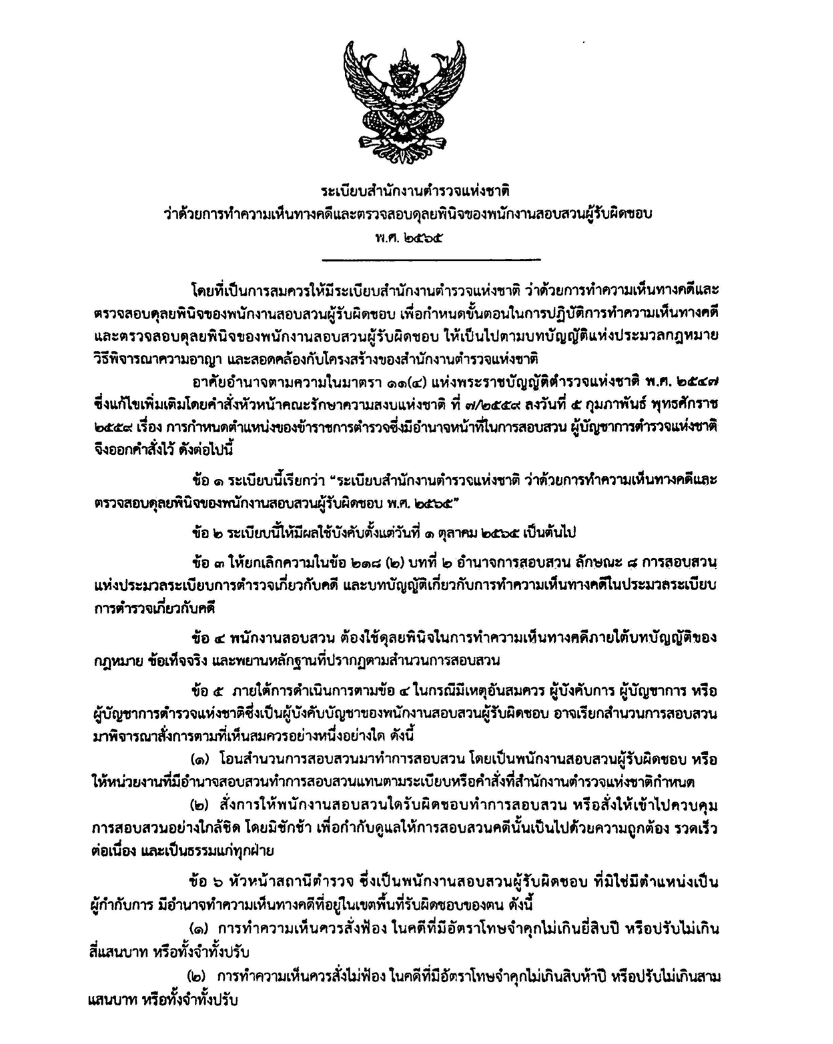 ระเบียบสำนักงานตำรวจแห่งชาติ
ว่าด้วยการทำความเห็นทางคดีและตรวจสอบดุลยพินิจของพนักงานสอบสวนผู้รับผิดชอบ
พ.ศ. ๒๕๖๕
โดยที่เป็นการสมควรให้มีระเบียบสำนักงานตำรวจแห่งชาติ ว่าด้วยการทำความเห็นทางคดีและ
ตรวจสอบดุลยพินิจของพนักงานสอบสวนผู้รับผิดชอบ เพื่อกำหนดขั้นตอนในการปฏิบัติการทำความเห็นทางคดี
และตรวจสอบดุลยพินิจของพนักงานสอบสวนผู้รับผิดชอบ ให้เป็นไปตามบทบัญญัติแห่งประมวลกฎหมาย
วิธีพิจารณาความอาญา และสอดคล้องกับโครงสร้างของสำนักงานตำรวจแห่งชาติ
อาศัยอำนาจตามความในมาตรา ๑๑(๔) แห่งพระราชบัญญัติตำรวจแห่งชาติ พ.ศ. ๒๕๔๗
ซึ่งแก้ไขเพิ่มเติมโดยคำสั่งหัวหน้าคณะรักษาความสงบแห่งชาติ ที่ ๗/๒๕๕๙ ลงวันที่ ๕ กุมภาพันธ์ พุทธศักราช
๒๕๕๙ เรื่อง การกำหนดตำแหน่งของข้าราชการตำรวจซึ่งมีอำนาจหน้าที่ในการสอบสวน ผู้บัญชาการตำรวจแห่งชาติ
จึงออกคำสั่งไว้ ดังต่อไปนี้
ข้อ ๑ ระเบียบนี้เรียกว่า “ระเบียบสำนักงานตำรวจแห่งชาติ ว่าด้วยการทำความเห็นทางคดีและ
ตรวจสอบดุลยพินิจของพนักงานสอบสวนผู้รับผิดชอบ พ.ศ. ๒๕๖๕”
ข้อ ๒ ระเบียบนี้ให้มีผลใช้บังคับตั้งแต่วันที่ ๑ ตุลาคม ๒๕๖๕ เป็นต้นไป
ข้อ ๓ ให้ยกเลิกความในข้อ ๒๑๘ (๒) บทที่ ๒ อำนาจการสอบสวน ลักษณะ ๘ การสอบสวน
แห่งประมวลระเบียบการตำรวจเกี่ยวกับคดี และบทบัญญัติเกี่ยวกับการทำความเห็นทางคดีในประมวลระเบียบ
การตำรวจเกี่ยวกับคดี
ข้อ ๔ พนักงานสอบสวน ต้องใช้ดุลยพินิจในการทำความเห็นทางคดีภายใต้บทบัญญัติของ
กฎหมาย ข้อเท็จจริง และพยานหลักฐานที่ปรากฏตามสำนวนการสอบสวน
ข้อ ๕ ภายใต้การดำเนินการตามข้อ ๔ ในกรณีมีเหตุอันสมควร ผู้บังคับการ ผู้บัญชาการ หรือ
ผู้บัญชาการตำรวจแห่งชาติซึ่งเป็นผู้บังคับบัญชาของพนักงานสอบสวนผู้รับผิดชอบ อาจเรียกสำนวนการสอบสวน
มาพิจารณาสั่งการตามที่เห็นสมควรอย่างหนึ่งอย่างใด ดังนี้
(๑) โอนสำนวนการสอบสวนมาทำการสอบสวน โดยเป็นพนักงานสอบสวนผู้รับผิดชอบ หรือ
ให้หน่วยงานที่มีอำนาจสอบสวนทำการสอบสวนแทนตามระเบียบหรือคำสั่งที่สำนักงานตำรวจแห่งชาติกำหนด
(๒) สั่งการให้พนักงานสอบสวนใดรับผิดชอบทำการสอบสวน หรือสั่งให้เข้าไปควบคุม
การสอบสวนอย่างใกล้ชิด โดยมิชักช้า เพื่อกำกับดูแลให้การสอบสวนคดีนั้นเป็นไปด้วยความถูกต้อง รวดเร็ว
ต่อเนื่อง และเป็นธรรมแก่ทุกฝ่าย
ข้อ ๖ หัวหน้าสถานีตำรวจ ซึ่งเป็นพนักงานสอบสวนผู้รับผิดชอบ ที่มิใช่มีตำแหน่งเป็น
ผู้กำกับการ มีอำนาจทำความเห็นทางคดีที่อยู่ในเขตพื้นที่รับผิดชอบของตน ดังนี้
(๑) การทำความเห็นควรสั่งฟ้อง ในคดีที่มีอัตราโทษจำคุกไม่เกินยี่สิบปี หรือปรับไม่เกิน
สี่แสนบาท หรือทั้งจำทั้งปรับ
(๒) การทำความเห็นควรสั่งไม่ฟ้อง ในคดีที่มีอัตราโทษจำคุกไม่เกินสิบห้าปี หรือปรับไม่เกินสาม
แสนบาท หรือทั้งจำทั้งปรับ